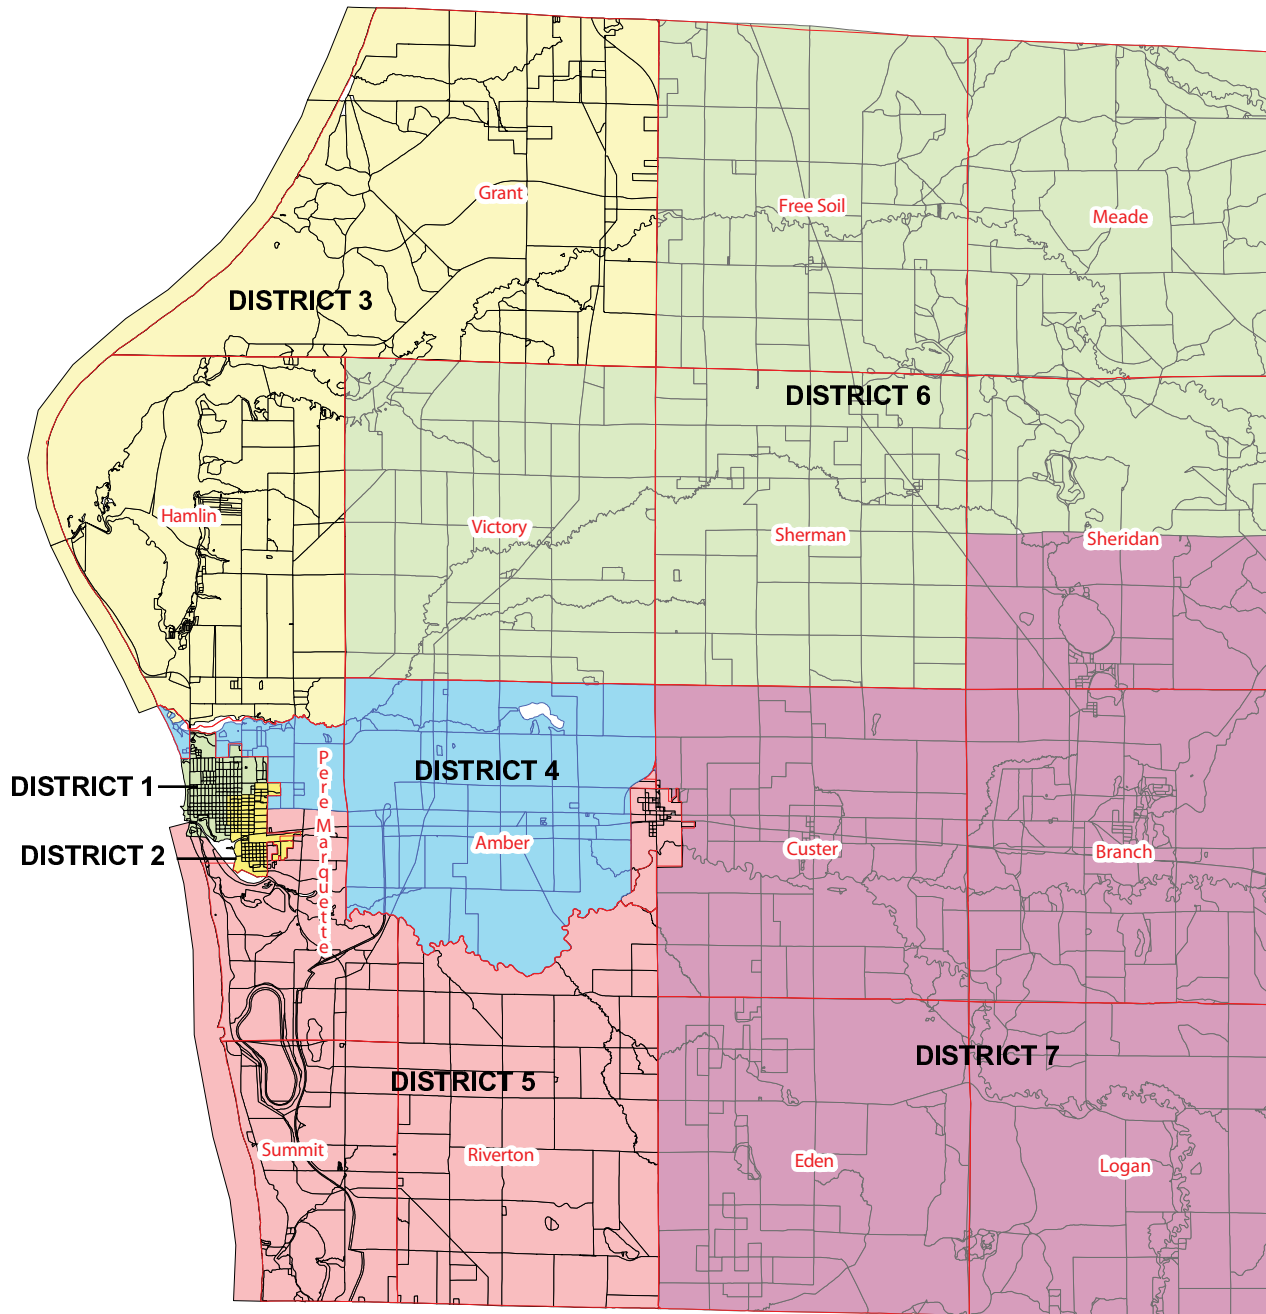 Grant
Free Soil
Meade
DISTRICT 3
DISTRICT 6
Hamlin
Victory
Sherman
Sheridan
Pere Marquette
DISTRICT 4
DISTRICT 1
Amber
Custer
Branch
DISTRICT 2
DISTRICT 7
DISTRICT 5
Summit
Riverton
Eden
Logan